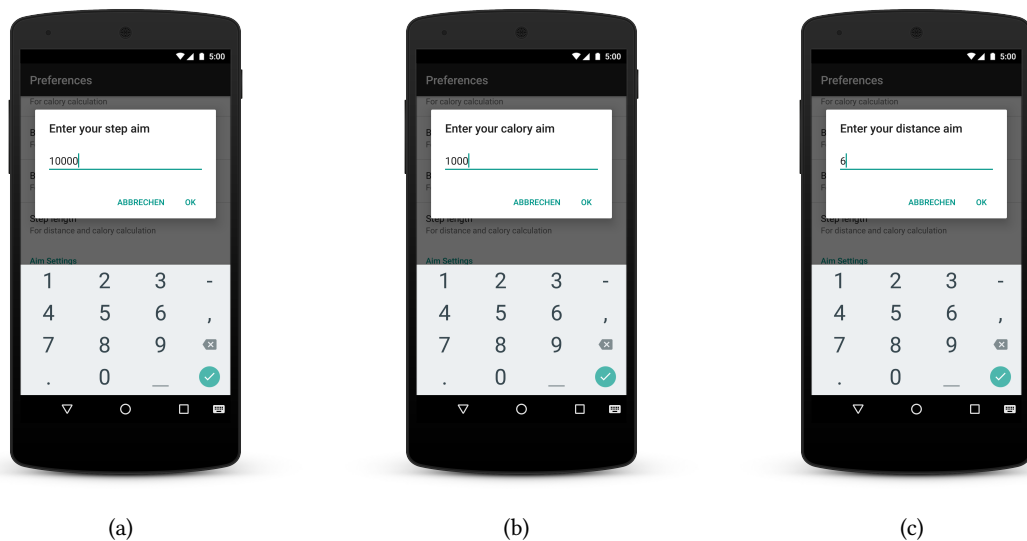 5:00
Preferences
For calory calculation
Enter your step aim
10000
ABBRECHEN OK
Step length
For distance and calory calculation
Aim Settings
1 2 3 -
4 5 6 ,
7 8 9
. 0 _
(a)
5:00
Preferences
For calory calculation
Enter your calory aim
1000
ABBRECHEN OK
Step length
For distance and calory calculation
Aim Settings
1 2 3 -
4 5 6 ,
7 8 9
. 0 _
(b)
5:00
Preferences
For calory calculation
Enter your distance aim
6
ABBRECHEN OK
Step length
For distance and calory calculation
Aim Settings
1 2 3 -
4 5 6 ,
7 8 9
. 0 _
(c)